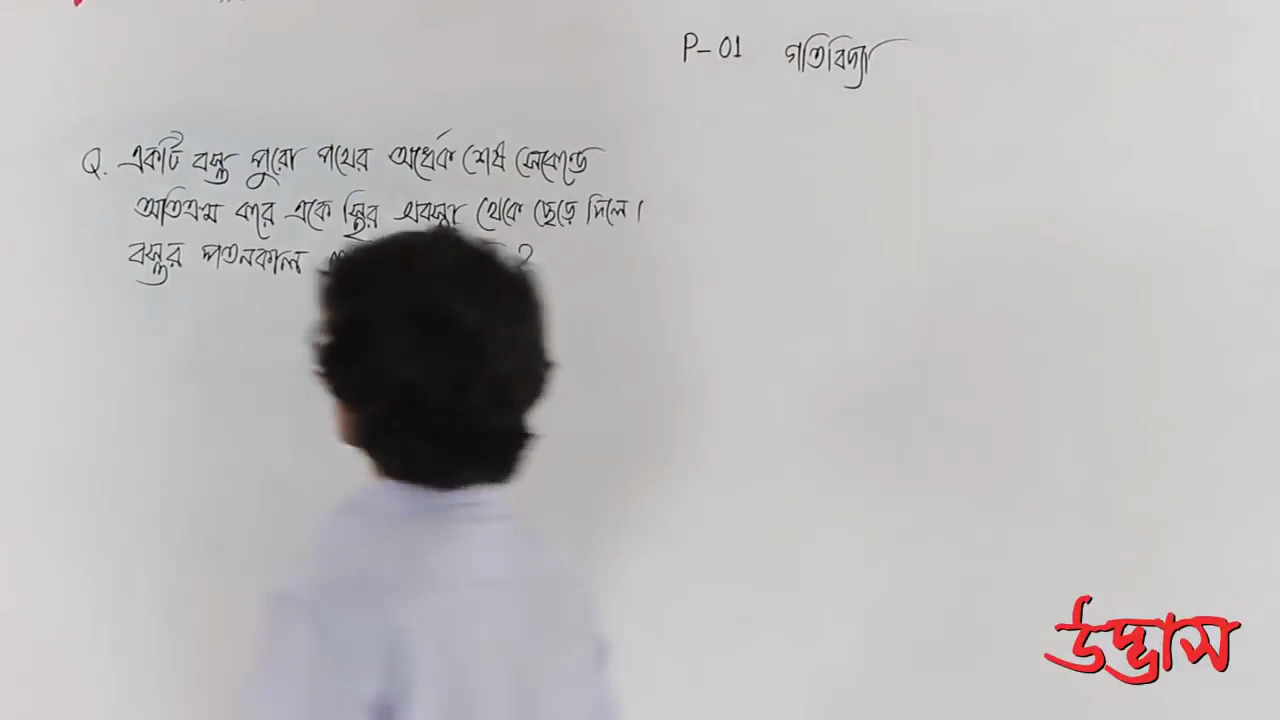 P-01 গতিবিদ্যা
Q. একটি বস্তু পুরো পথের অর্ধেক শেষ সেকেন্ডে
অতিক্রম করে একে স্থির অবস্থা থেকে ছেড়ে দিলে।
বস্তুর পতনকাল ?
উদ্ভাস